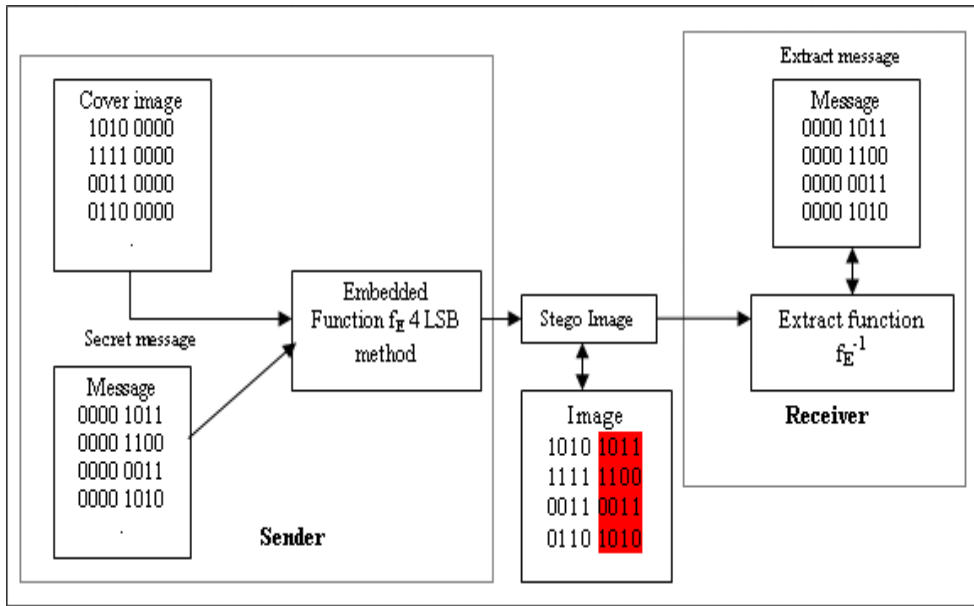 Cover image
1010 0000
1111 0000
0011 0000
0110 0000
.
Secret message
Message
0000 1011
0000 1100
0000 0011
0000 1010
.
Embedded
Function fE 4 LSB
method
Sender
Stego Image
Image
1010 1011
1111 1100
0011 0011
0110 1010
Extract message
Message
0000 1011
0000 1100
0000 0011
0000 1010
Extract function
fE-1
Receiver